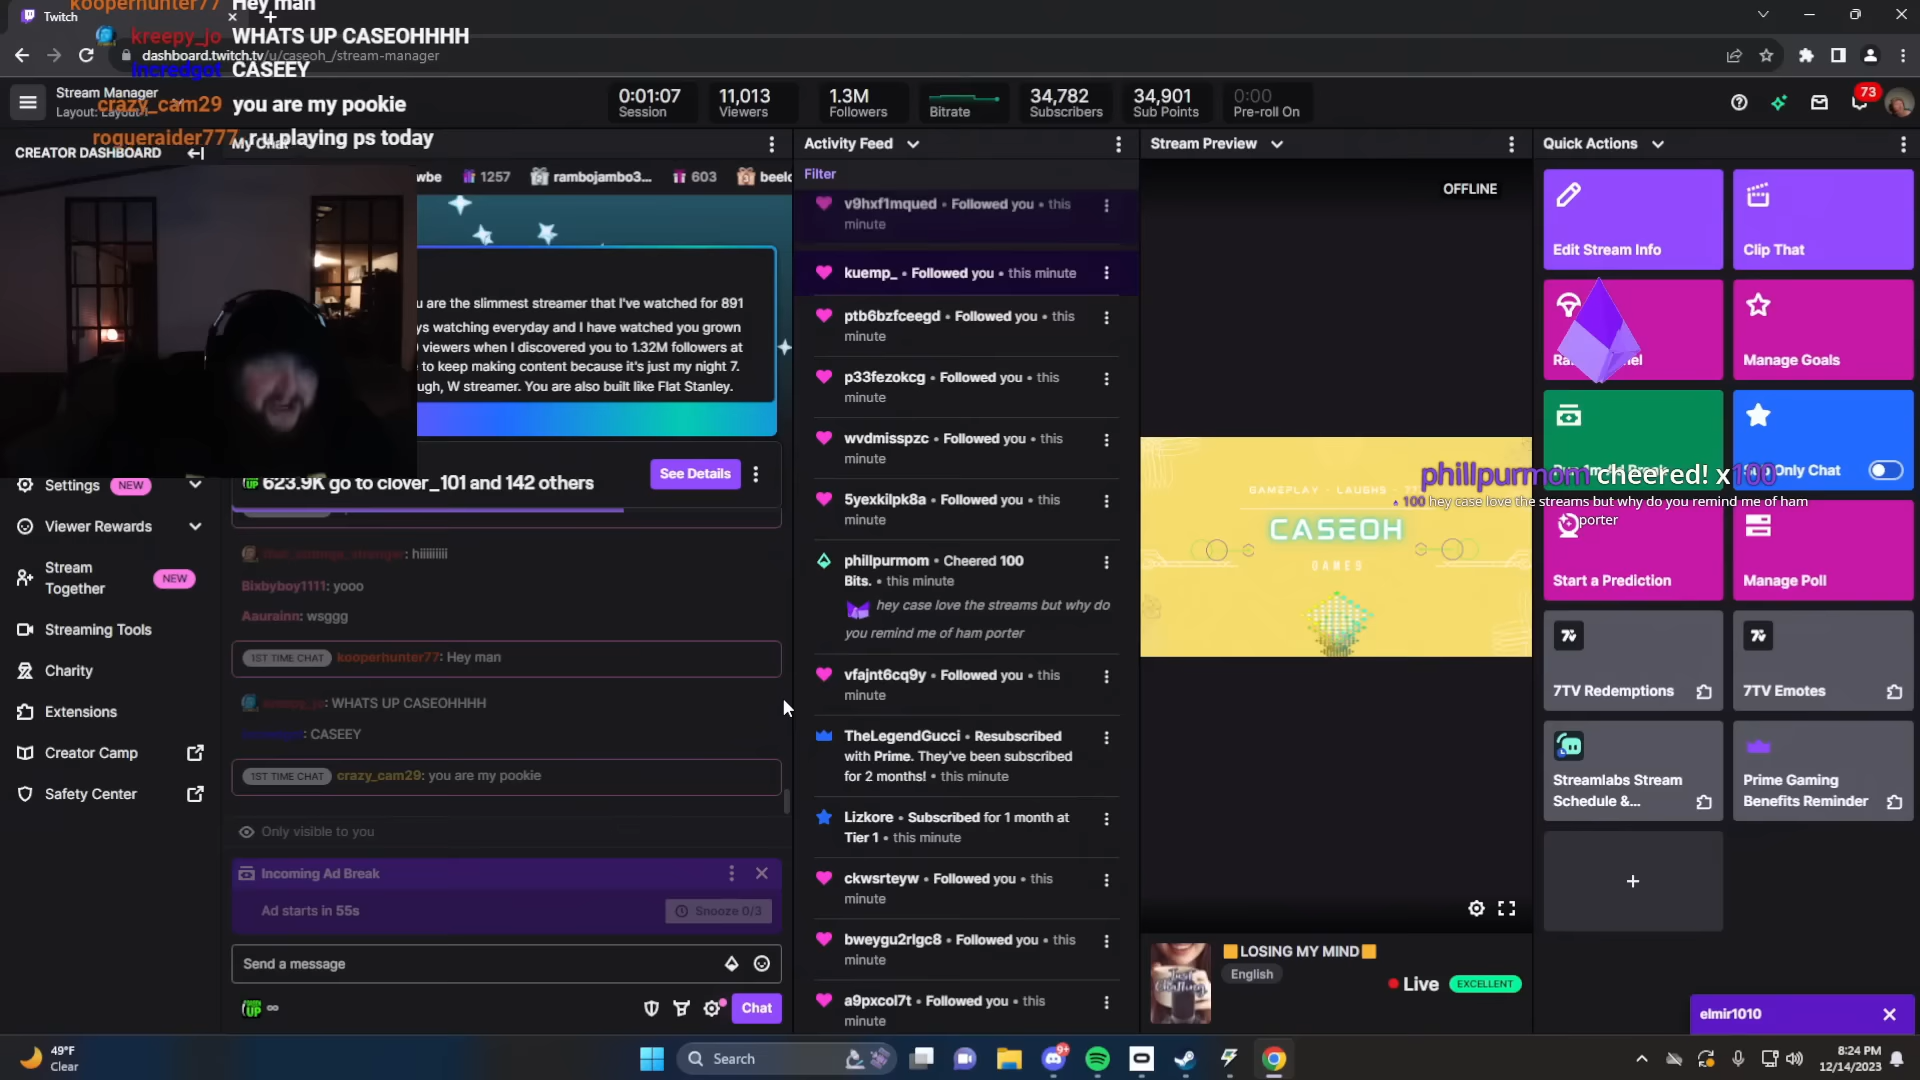 kooperhunter77 Hey man
Twitch
kreepy_jo WHATS UP CASEOHHHH
dashboard.twitch.tv/u/caseoh_/stream-manager
incredgot CASEEY
Stream Manager
crazy_cam29 you are my pookie
rogueraider777 r u playing ps today
0:01:07
Session
11,013
Viewers
1.3M
Followers
Bitrate
34,782
Subscribers
34,901
Sub Points
0:00
Pre-roll On
73
CREATOR DASHBOARD
Settings NEW
Viewer Rewards
Stream
Together
NEW
Streaming Tools
Charity
Extensions
Creator Camp
Safety Center
1257
rambojambo3...
603
u are the slimmest streamer that I've watched for 891
ys watching everyday and I have watched you grown
viewers when I discovered you to 1.32M followers at
to keep making content because it's just my night 7.
ugh, W streamer. You are also built like Flat Stanley.
623.9K go to clover_101 and 142 others
See Details
: hiiiiiiiii
Bixbyboy1111: yooo
Aaurainn: wsggg
1ST TIME CHAT kooperhunter77: Hey man
kreepy_jo: WHATS UP CASEOHHHH
: CASEEY
1ST TIME CHAT crazy_cam29: you are my pookie
Only visible to you
Incoming Ad Break
Ad starts in 55s
Snooze 0/3
Send a message
Chat
Activity Feed
Filter
v9hxf1mqued • Followed you • this
minute
kuemp_ • Followed you • this minute
ptb6bzfceegd • Followed you • this
minute
p33fezokcg • Followed you • this
minute
wvdmisspzc • Followed you • this
minute
5yexkilpk8a • Followed you • this
minute
phillpurmom • Cheered 100
Bits. • this minute
hey case love the streams but why do
you remind me of ham porter
vfajnt6cq9y • Followed you • this
minute
TheLegendGucci • Resubscribed
with Prime. They've been subscribed
for 2 months! • this minute
Lizkore • Subscribed for 1 month at
Tier 1 • this minute
ckwsrteyw • Followed you • this
minute
bweygu2rlgc8 • Followed you • this
minute
a9pxcol7t • Followed you • this
minute
Stream Preview
OFFLINE
CASEOH
GAMES
LOSING MY MIND
English
Live EXCELLENT
Quick Actions
Edit Stream Info
Clip That
Manage Goals
Sub Only Chat
phillpurmom cheered! x100
100 hey case love the streams but why do you remind me of ham
porter
Start a Prediction
Manage Poll
7TV Redemptions
7TV Emotes
Streamlabs Stream
Schedule &...
Prime Gaming
Benefits Reminder
elmir1010
49°F
Clear
Search
8:24 PM
12/14/2023